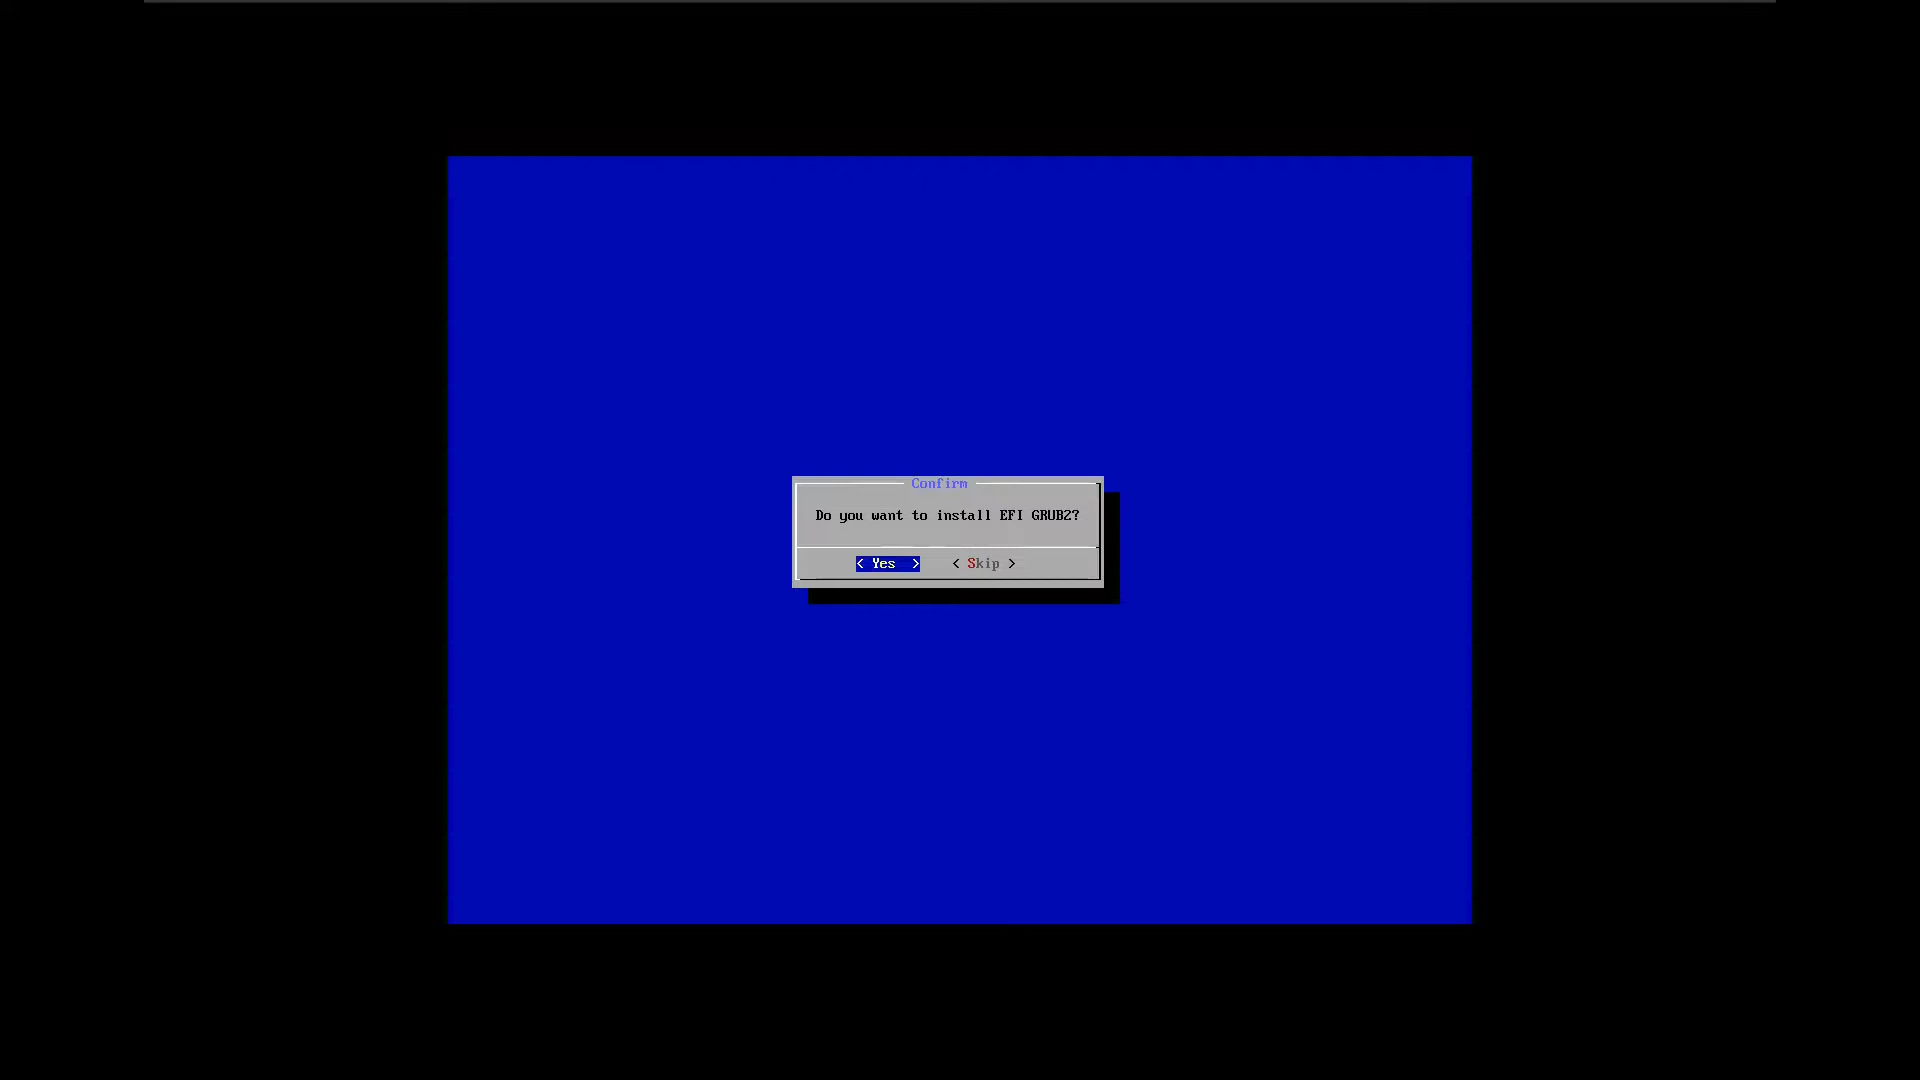 Confirm
Do you want to install EFI GRUB2?
< Yes > < Skip >